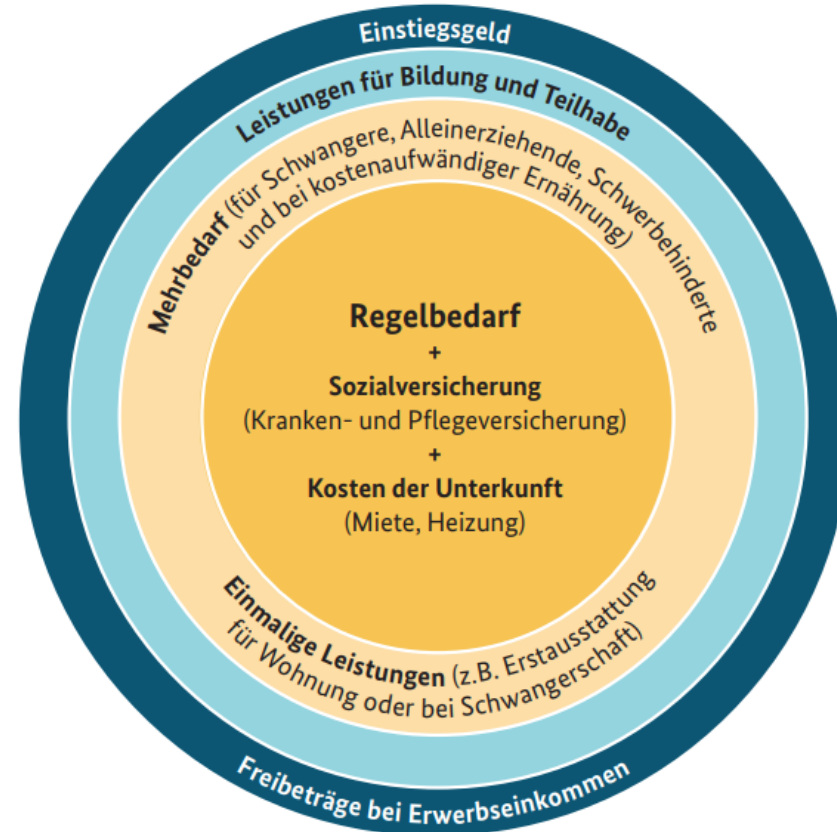 Einstiegsgeld
Leistungen für Bildung und Teilhabe
Mehrbedarf (für Schwangere, Alleinerziehende, Schwerbehinderte
und bei kostenaufwändiger Ernährung)
Regelbedarf
+
Sozialversicherung
(Kranken- und Pflegeversicherung)
+
Kosten der Unterkunft
(Miete, Heizung)
Einmalige Leistungen (z.B. Erstausstattung
für Wohnung oder bei Schwangerschaft)
Freibeträge bei Erwerbseinkommen